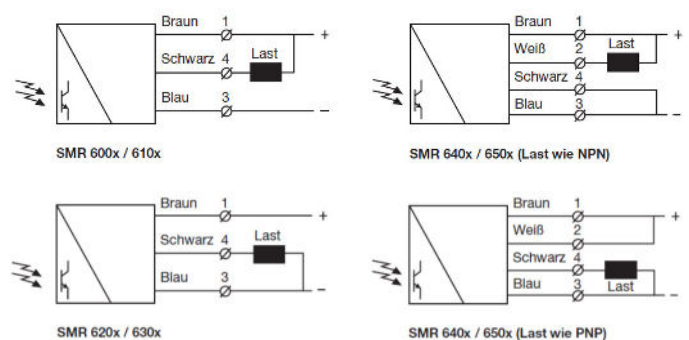 Braun 1
+
Schwarz 4 Last
Blau 3
−
SMR 600x / 610x
Braun 1
+
Weiß 2 Last
Schwarz 4
Blau 3
−
SMR 640x / 650x (Last wie NPN)
Braun 1
+
Schwarz 4 Last
Blau 3
−
SMR 620x / 630x
Braun 1
+
Weiß 2
Schwarz 4
Blau 3 Last
−
SMR 640x / 650x (Last wie PNP)